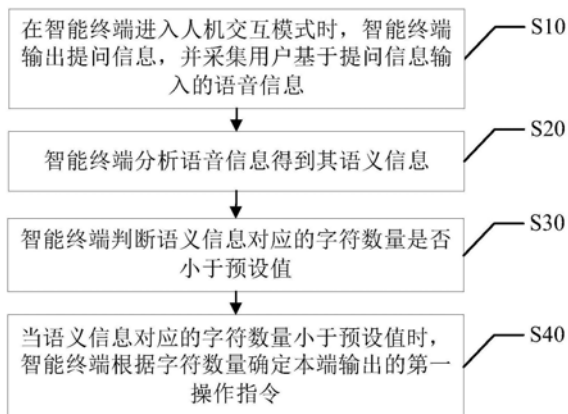 在智能终端进入人机交互模式时，智能终端
输出提问信息，并采集用户基于提问信息输
入的语音信息
S10
智能终端分析语音信息得到其语义信息
S20
智能终端判断语义信息对应的字符数量是否
小于预设值
S30
当语义信息对应的字符数量小于预设值时，
智能终端根据字符数量确定本端输出的第一
操作指令
S40